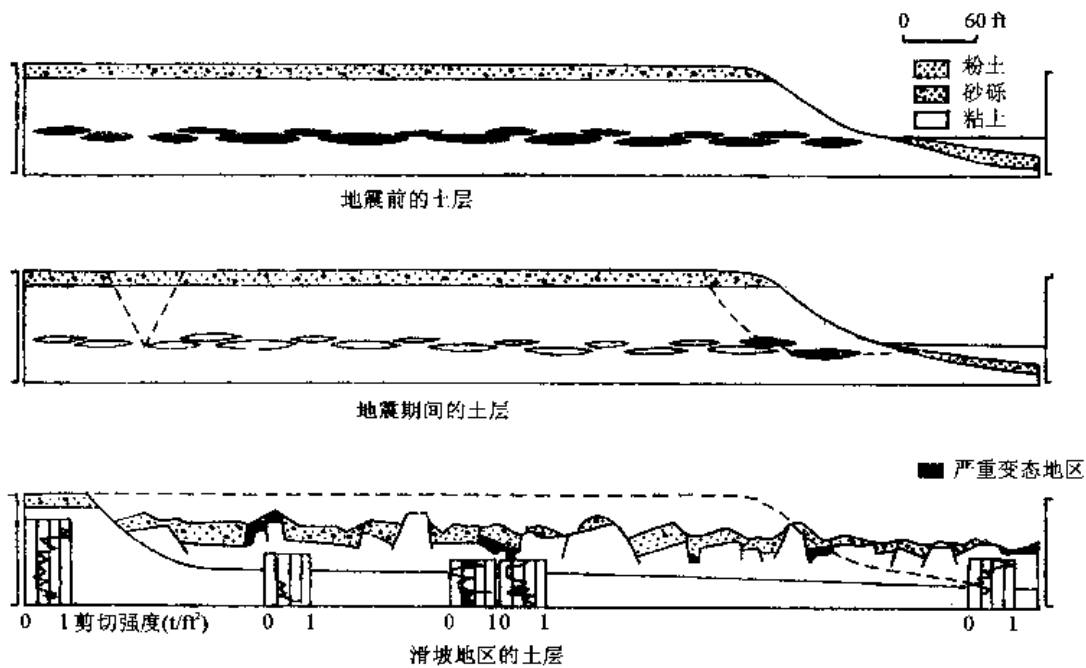 0 60 ft
粉土
砂砾
粘上
地震前的土层
地震期间的土层
严重变态地区
0 1 剪切强度(t/ft²) 0 1 0 10 1 0 1
滑坡地区的土层